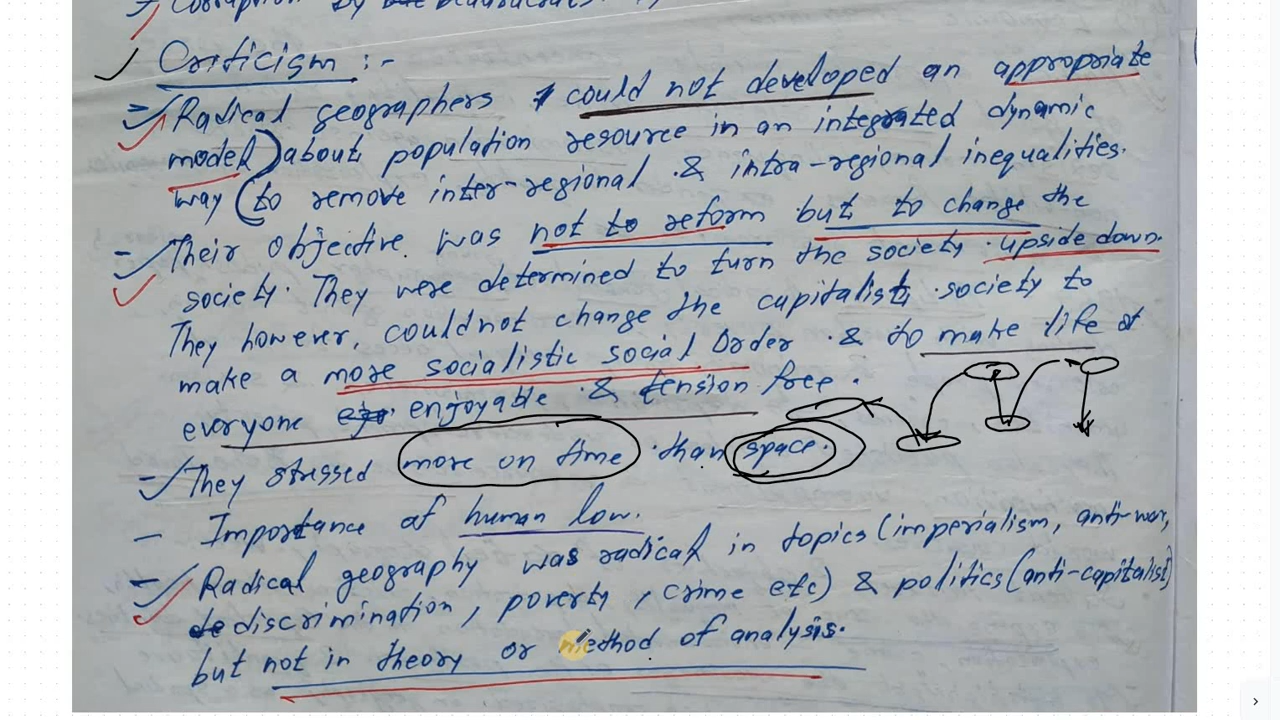 Corruption by
Criticism :-
Radical geographers could not developed an appropriate
model about population resource in an integrated dynamic
way (to remove inter-regional & intra-regional inequalities.
Their objective was not to reform but to change the
society. They were determined to turn the society upside down.
They however, could not change the capitalist society to
make a more socialistic social order & to make life of
everyone enjoyable & tension free.
They stressed more on time than space.
- Importance of human low.
Radical geography was radical in topics (imperialism, anti-war,
discrimination, poverty, crime etc) & politics (anti-capitalist)
but not in theory or method of analysis.